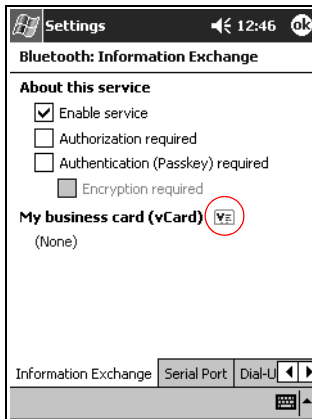 Settings 12:46 ok
Bluetooth: Information Exchange
About this service
Enable service
Authorization required
Authentication (Passkey) required
Encryption required
My business card (vCard)
(None)
Information Exchange Serial Port Dial-U